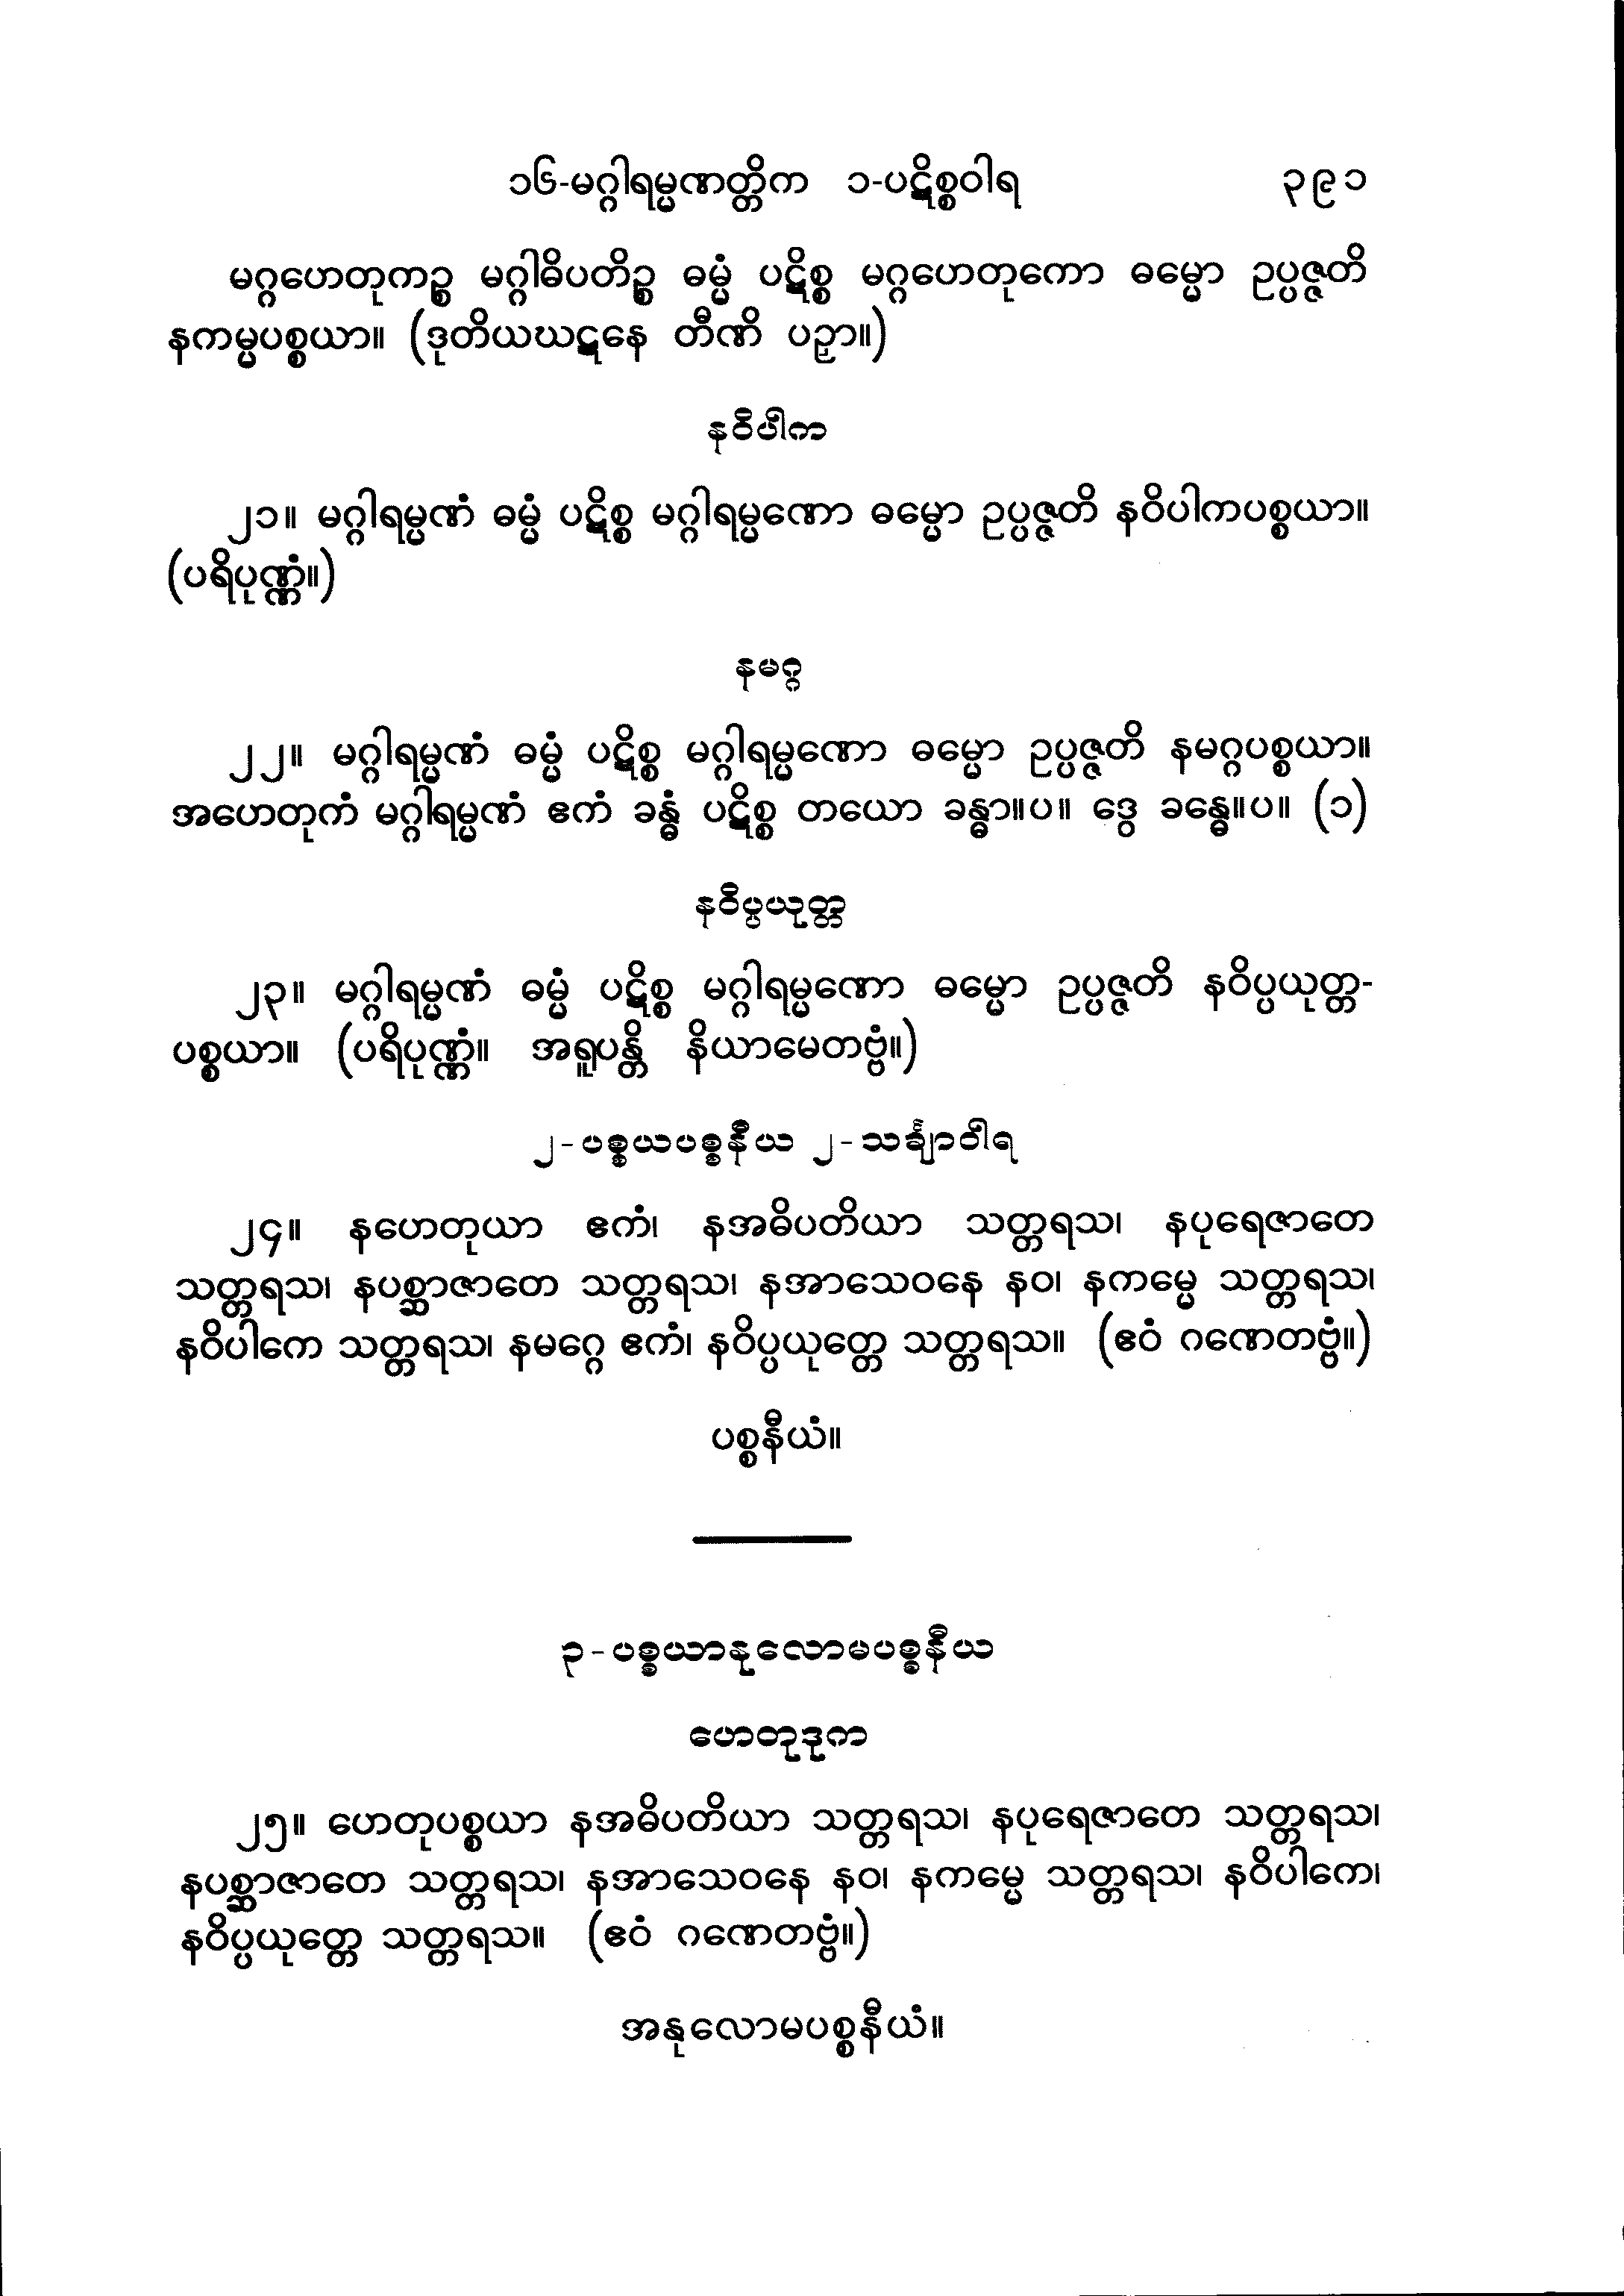 ၁၆-မဂ္ဂါရမ္မဏတ္တိက ၁-ပဋိစ္စဝါရ ၃၉၁
မဂ္ဂဟေတုကဉ္စ မဂ္ဂါဓိပတိဉ္စ ဓမ္မံ ပဋိစ္စ မဂ္ဂဟေတုကော ဓမ္မော ဥပ္ပဇ္ဇတိ
နကမ္မပစ္စယာ။ (ဒုတိယဃဋနေ တီဏိ ပဉှာ။)
နဝိပါက
၂၁။ မဂ္ဂါရမ္မဏံ ဓမ္မံ ပဋိစ္စ မဂ္ဂါရမ္မဏော ဓမ္မော ဥပ္ပဇ္ဇတိ နဝိပါကပစ္စယာ။
(ပရိပုဏ္ဏံ။)
နမဂ္ဂ
၂၂။ မဂ္ဂါရမ္မဏံ ဓမ္မံ ပဋိစ္စ မဂ္ဂါရမ္မဏော ဓမ္မော ဥပ္ပဇ္ဇတိ နမဂ္ဂပစ္စယာ။
အဟေတုကံ မဂ္ဂါရမ္မဏံ ဧကံ ခန္ဓံ ပဋိစ္စ တယော ခန္ဓာ။ပ။ ဒွေ ခန္ဓေ။ပ။ (၁)
နဝိပ္ပယုတ္တ
၂၃။ မဂ္ဂါရမ္မဏံ ဓမ္မံ ပဋိစ္စ မဂ္ဂါရမ္မဏော ဓမ္မော ဥပ္ပဇ္ဇတိ နဝိပ္ပယုတ္တ-
ပစ္စယာ။ (ပရိပုဏ္ဏံ။ အရူပန္တိ နိယာမေတဗ္ဗံ။)
၂-ပစ္စယပစ္စနီယ ၂-သင်္ချာဝါရ
၂၄။ နဟေတုယာ ဧကံ၊ နအဓိပတိယာ သတ္တရသ၊ နပုရေဇာတေ
သတ္တရသ၊ နပစ္ဆာဇာတေ သတ္တရသ၊ နအာသေဝနေ နဝ၊ နကမ္မေ သတ္တရသ၊
နဝိပါကေ သတ္တရသ၊ နမဂ္ဂေ ဧကံ၊ နဝိပ္ပယုတ္တေ သတ္တရသ။ (ဧဝံ ဂဏေတဗ္ဗံ။)
ပစ္စနီယံ။
၃-ပစ္စယာနုလောမပစ္စနီယ
ဟေတုဒုက
၂၅။ ဟေတုပစ္စယာ နအဓိပတိယာ သတ္တရသ၊ နပုရေဇာတေ သတ္တရသ၊
နပစ္ဆာဇာတေ သတ္တရသ၊ နအာသေဝနေ နဝ၊ နကမ္မေ သတ္တရသ၊ နဝိပါကေ၊
နဝိပ္ပယုတ္တေ သတ္တရသ။ (ဧဝံ ဂဏေတဗ္ဗံ။)
အနုလောမပစ္စနီယံ။